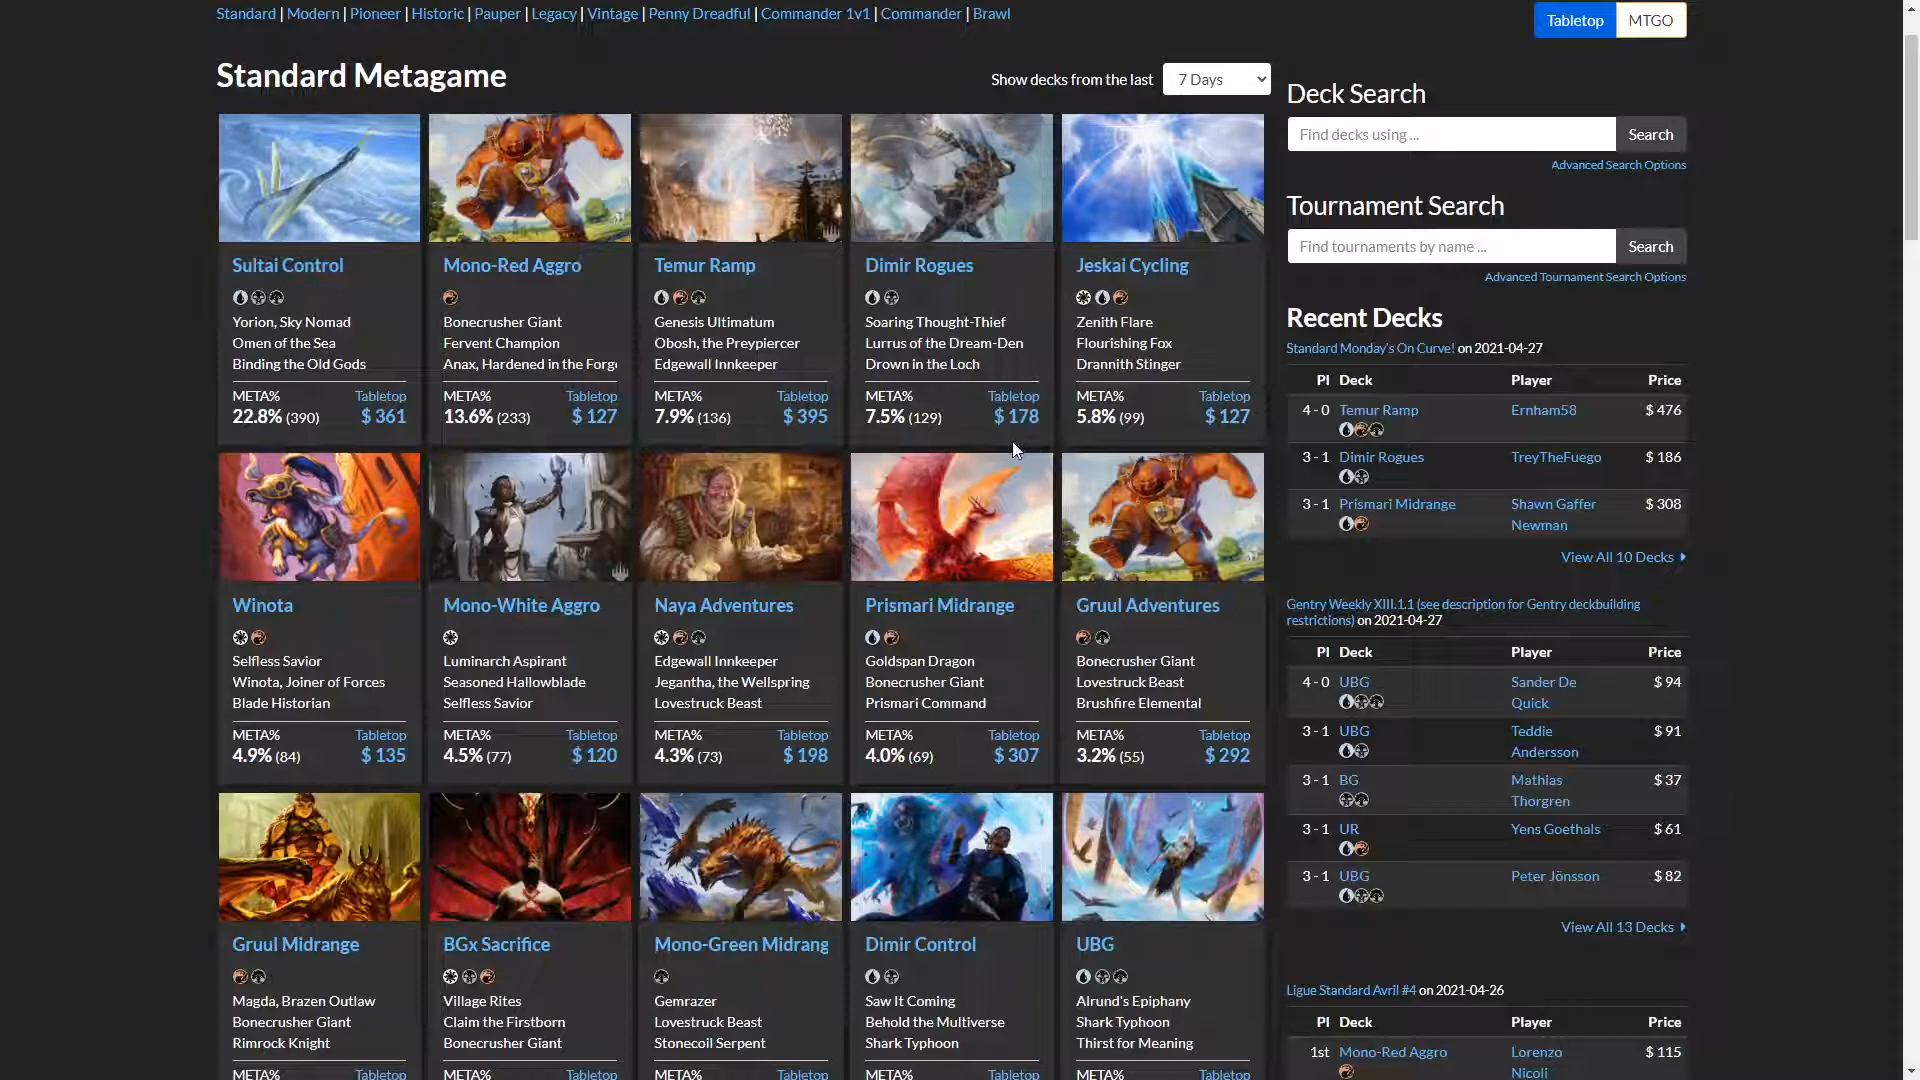 Standard | Modern | Pioneer | Historic | Pauper | Legacy | Vintage | Penny Dreadful | Commander 1v1 | Commander | Brawl
Tabletop MTGO
Standard Metagame
Show decks from the last 7 Days
Sultai Control
Yorion, Sky Nomad
Omen of the Sea
Binding the Old Gods
META% Tabletop
22.8% (390) $ 361
Mono-Red Aggro
Bonecrusher Giant
Fervent Champion
Anax, Hardened in the Forge
META% Tabletop
13.6% (233) $ 127
Temur Ramp
Genesis Ultimatum
Obosh, the Preypiercer
Edgewall Innkeeper
META% Tabletop
7.9% (136) $ 395
Dimir Rogues
Soaring Thought-Thief
Lurrus of the Dream-Den
Drown in the Loch
META% Tabletop
7.5% (129) $ 178
Jeskai Cycling
Zenith Flare
Flourishing Fox
Drannith Stinger
META% Tabletop
5.8% (99) $ 127
Winota
Selfless Savior
Winota, Joiner of Forces
Blade Historian
META% Tabletop
4.9% (84) $ 135
Mono-White Aggro
Luminarch Aspirant
Seasoned Hallowblade
Selfless Savior
META% Tabletop
4.5% (77) $ 120
Naya Adventures
Edgewall Innkeeper
Jegantha, the Wellspring
Lovestruck Beast
META% Tabletop
4.3% (73) $ 198
Prismari Midrange
Goldspan Dragon
Bonecrusher Giant
Prismari Command
META% Tabletop
4.0% (69) $ 307
Gruul Adventures
Bonecrusher Giant
Lovestruck Beast
Brushfire Elemental
META% Tabletop
3.2% (55) $ 292
Gruul Midrange
Magda, Brazen Outlaw
Bonecrusher Giant
Rimrock Knight
META% Tabletop
BGx Sacrifice
Village Rites
Claim the Firstborn
Bonecrusher Giant
META% Tabletop
Mono-Green Midrang
Gemrazer
Lovestruck Beast
Stonecoil Serpent
META% Tabletop
Dimir Control
Saw It Coming
Behold the Multiverse
Shark Typhoon
META% Tabletop
UBG
Alrund's Epiphany
Shark Typhoon
Thirst for Meaning
META% Tabletop
Deck Search
Find decks using ... Search
Advanced Search Options
Tournament Search
Find tournaments by name ... Search
Advanced Tournament Search Options
Recent Decks
Standard Monday's On Curve! on 2021-04-27
Pl Deck Player Price
4 - 0 Temur Ramp Ernham58 $ 476
3 - 1 Dimir Rogues TreyTheFuego $ 186
3 - 1 Prismari Midrange Shawn Gaffer $ 308
Newman
View All 10 Decks
Gentry Weekly XIII.1.1 (see description for Gentry deckbuilding
restrictions) on 2021-04-27
Pl Deck Player Price
4 - 0 UBG Sander De $ 94
Quick
3 - 1 UBG Teddie $ 91
Andersson
3 - 1 BG Mathias $ 37
Thorgren
3 - 1 UR Yens Goethals $ 61
3 - 1 UBG Peter Jönsson $ 82
View All 13 Decks
Ligue Standard Avril #4 on 2021-04-26
Pl Deck Player Price
1st Mono-Red Aggro Lorenzo $ 115
Nicoli